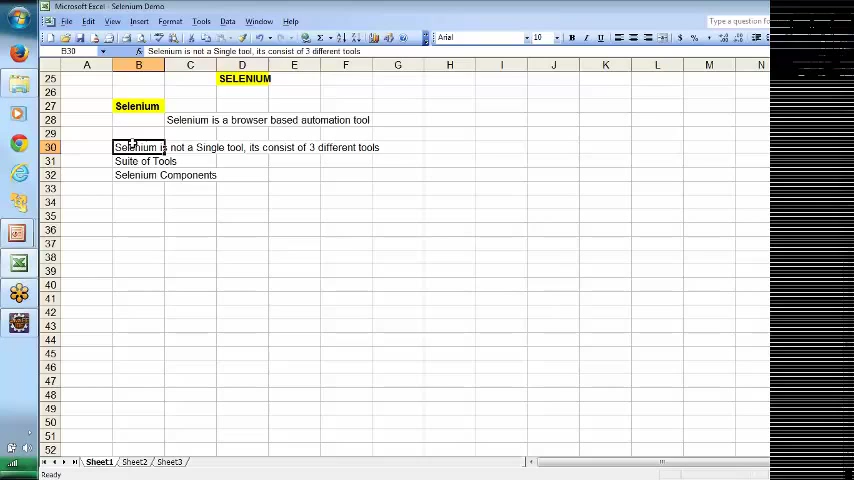 Microsoft Excel - Selenium Demo
File Edit View Insert Format Tools Data Window Help
Type a question
Arial 10 B I U $ % ,
B30 fx Selenium is not a Single tool, its consist of 3 different tools
A B C D E F G H I J K L M N
25 SELENIUM
26
27 Selenium
28 Selenium is a browser based automation tool
29
30 Selenium is not a Single tool, its consist of 3 different tools
31 Suite of Tools
32 Selenium Components
33
34
35
36
37
38
39
40
41
42
43
44
45
46
47
48
49
50
51
52
Sheet1 Sheet2 Sheet3
Ready